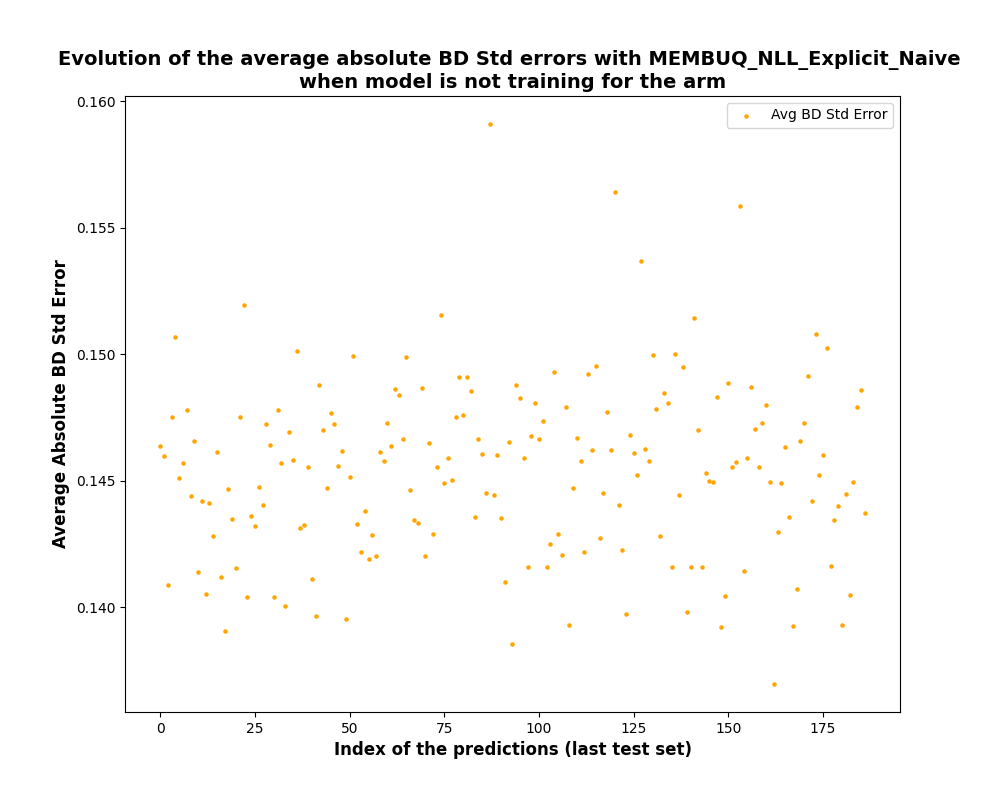 Evolution of the average absolute BD Std errors with MEMBUQ_NLL_Explicit_Naive
when model is not training for the arm
Avg BD Std Error
Average Absolute BD Std Error
0.160
0.155
0.150
0.145
0.140
0 25 50 75 100 125 150 175
Index of the predictions (last test set)